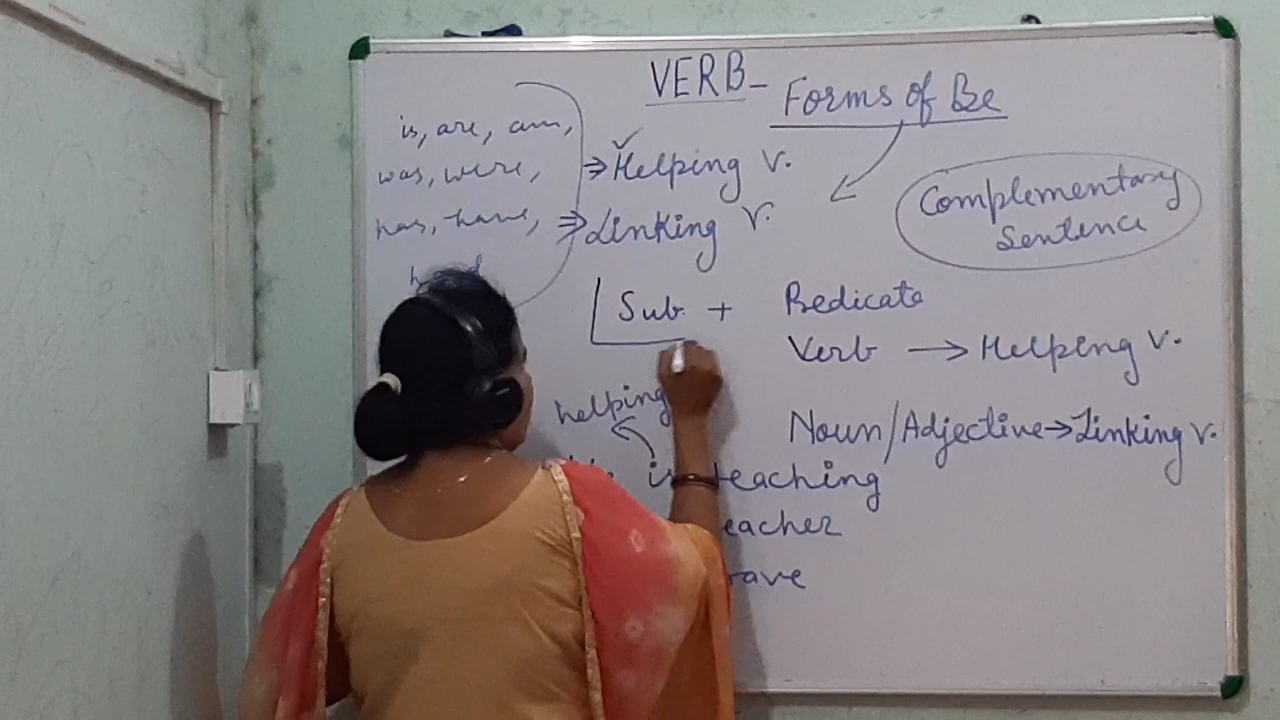 VERB - Forms of Be
is, are, am,
was, were,
has, have,
⇒ Helping V.
⇒ Linking V.
Complementary
Sentence
Sub. + Predicate
Verb → Helping V.
helping
Noun/Adjective → Linking V.
is teaching